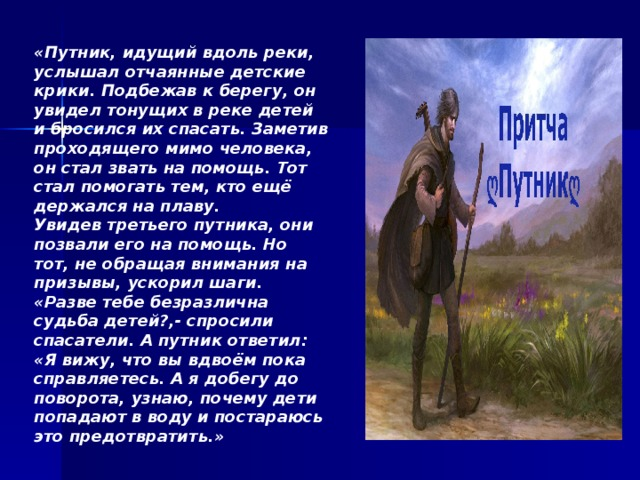 «Путник, идущий вдоль реки,
услышал отчаянные детские
крики. Подбежав к берегу, он
увидел тонущих в реке детей
и бросился их спасать. Заметив
проходящего мимо человека,
он стал звать на помощь. Тот
стал помогать тем, кто ещё
держался на плаву.
Увидев третьего путника, они
позвали его на помощь. Но
тот, не обращая внимания на
призывы, ускорил шаги.
«Разве тебе безразлична
судьба детей?,- спросили
спасатели. А путник ответил:
«Я вижу, что вы вдвоём пока
справляетесь. А я добегу до
поворота, узнаю, почему дети
попадают в воду и постараюсь
это предотвратить.»
Притча
ღПутникღ